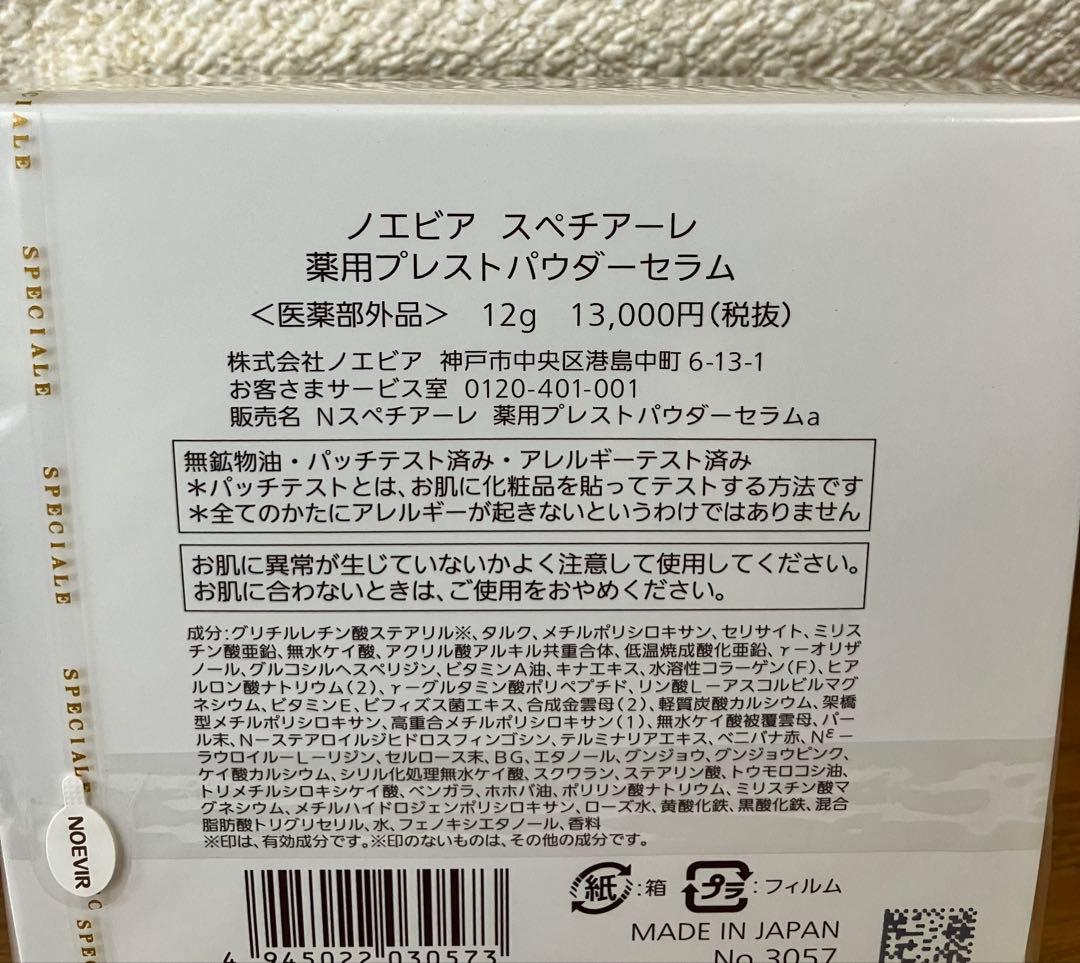 ノエビア スペチアーレ
薬用プレストパウダーセラム
＜医薬部外品＞ 12g 13,000円（税抜）
株式会社ノエビア 神戸市中央区港島中町 6-13-1
お客さまサービス室 0120-401-001
販売名 Nスペチアーレ 薬用プレストパウダーセラムa
無鉱物油・パッチテスト済み・アレルギーテスト済み
＊パッチテストとは、お肌に化粧品を貼ってテストする方法です
＊全てのかたにアレルギーが起きないというわけではありません
お肌に異常が生じていないかよく注意して使用してください。
お肌に合わないときは、ご使用をおやめください。
成分：グリチルレチン酸ステアリル※、タルク、メチルポリシロキサン、セリサイト、ミリス
チン酸亜鉛、無水ケイ酸、アクリル酸アルキル共重合体、低温焼成酸化亜鉛、γーオリザ
ノール、グルコシルヘスペリジン、ビタミンA油、キナエキス、水溶性コラーゲン（F）、ヒア
ルロン酸ナトリウム（2）、γーグルタミン酸ポリペプチド、リン酸Lーアスコルビルマグ
ネシウム、ビタミンE、ビフィズス菌エキス、合成金雲母（2）、軽質炭酸カルシウム、架橋
型メチルポリシロキサン、高重合メチルポリシロキサン（1）、無水ケイ酸被覆雲母、パー
ル末、Nーステアロイルジヒドロスフィンゴシン、テルミナリアエキス、ベニバナ赤、Nεー
ラウロイルーLーリジン、セルロース末、BG、エタノール、グンジョウ、グンジョウピンク、
ケイ酸カルシウム、シリル化処理無水ケイ酸、スクワラン、ステアリン酸、トウモロコシ油、
トリメチルシロキシケイ酸、ベンガラ、ホホバ油、ポリリン酸ナトリウム、ミリスチン酸マ
グネシウム、メチルハイドロジェンポリシロキサン、ローズ水、黄酸化鉄、黒酸化鉄、混合
脂肪酸トリグリセリル、水、フェノキシエタノール、香料
※印は、有効成分です。※印のないものは、その他の成分です。
紙：箱 プラ：フィルム
MADE IN JAPAN
No.3057
4 945022 030573
SPECIALE
SPECIALE
SPECIALE
NOEVIR